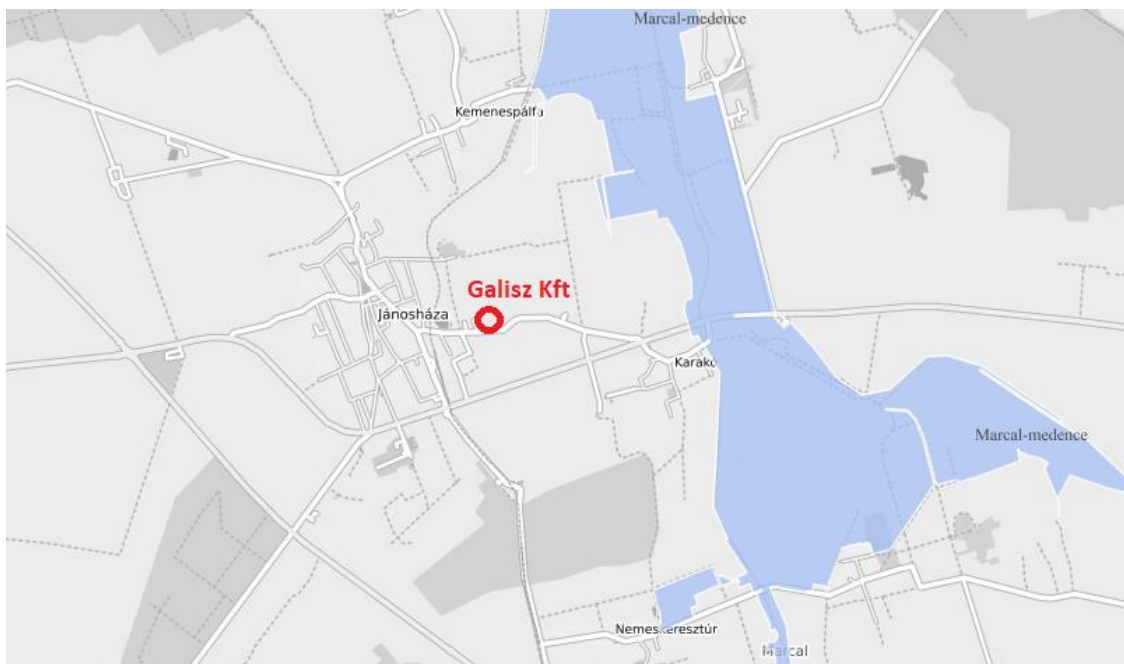 Marcal-medence
Kemenespálfa
Galisz Kft
Jánosháza
Karakó
Marcal-medence
Nemeskeresztúr
Marcal